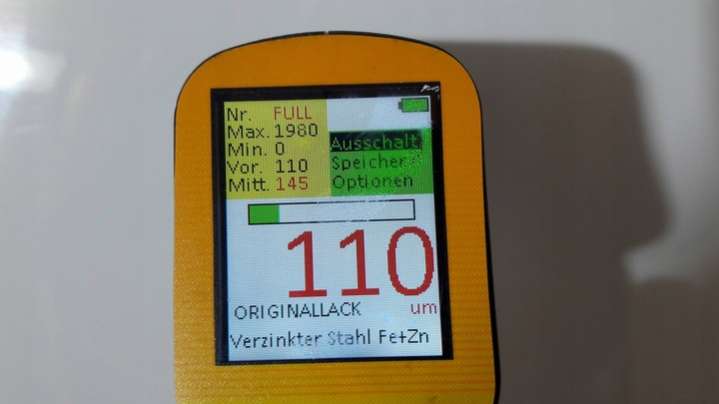 Nr. FULL
Max. 1980
Min. 0
Vor. 110
Mitt. 145
Ausschalt
Speicher
Optionen
110
ORIGINALLACK um
Verzinkter Stahl Fe+Zn